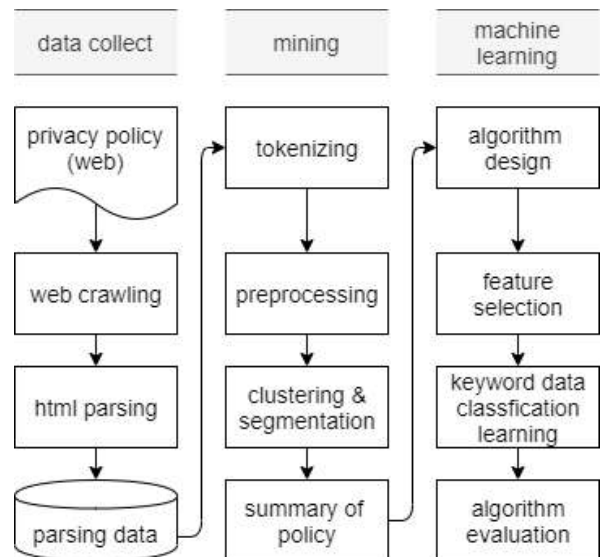 data collect
mining
machine
learning
privacy policy
(web)
web crawling
html parsing
parsing data
tokenizing
preprocessing
clustering &
segmentation
summary of
policy
algorithm
design
feature
selection
keyword data
classfication
learning
algorithm
evaluation